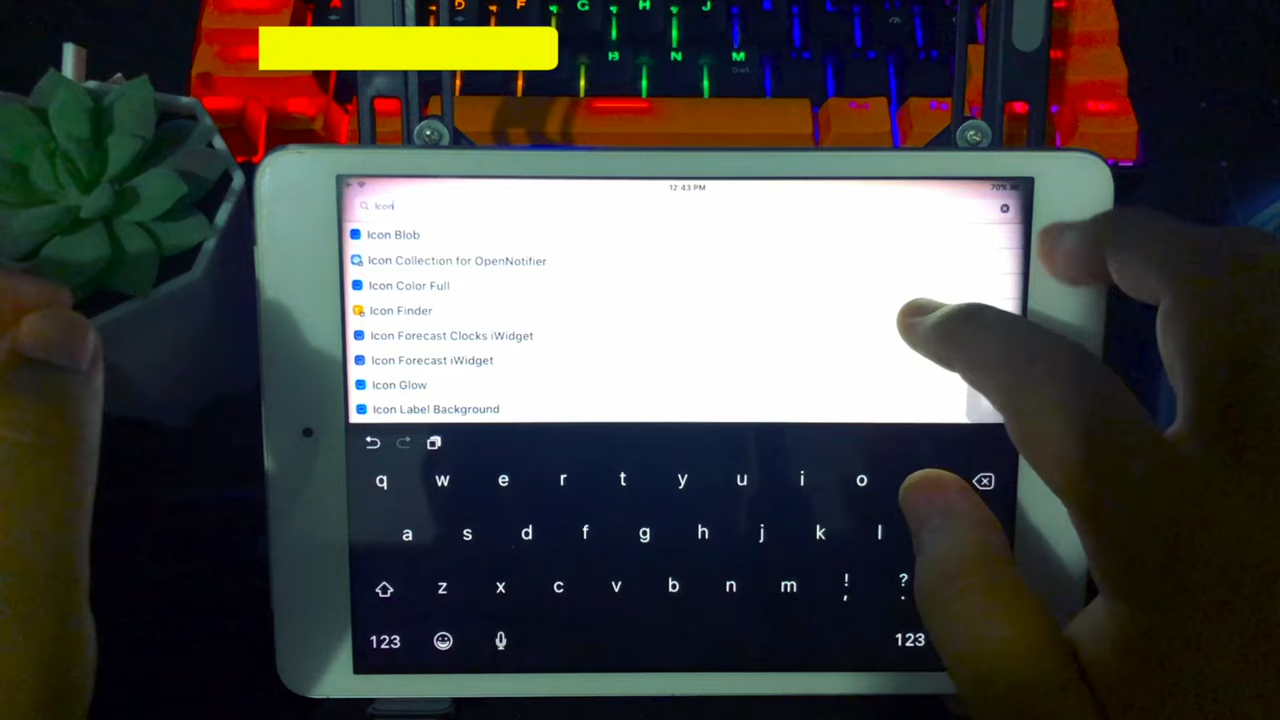 A D F G H J
B N M
12:43 PM 70%
Icon
Icon Blob
Icon Collection for OpenNotifier
Icon Color Full
Icon Finder
Icon Forecast Clocks iWidget
Icon Forecast iWidget
Icon Glow
Icon Label Background
q w e r t y u i o
a s d f g h j k l
z x c v b n m ! , ? .
123 123